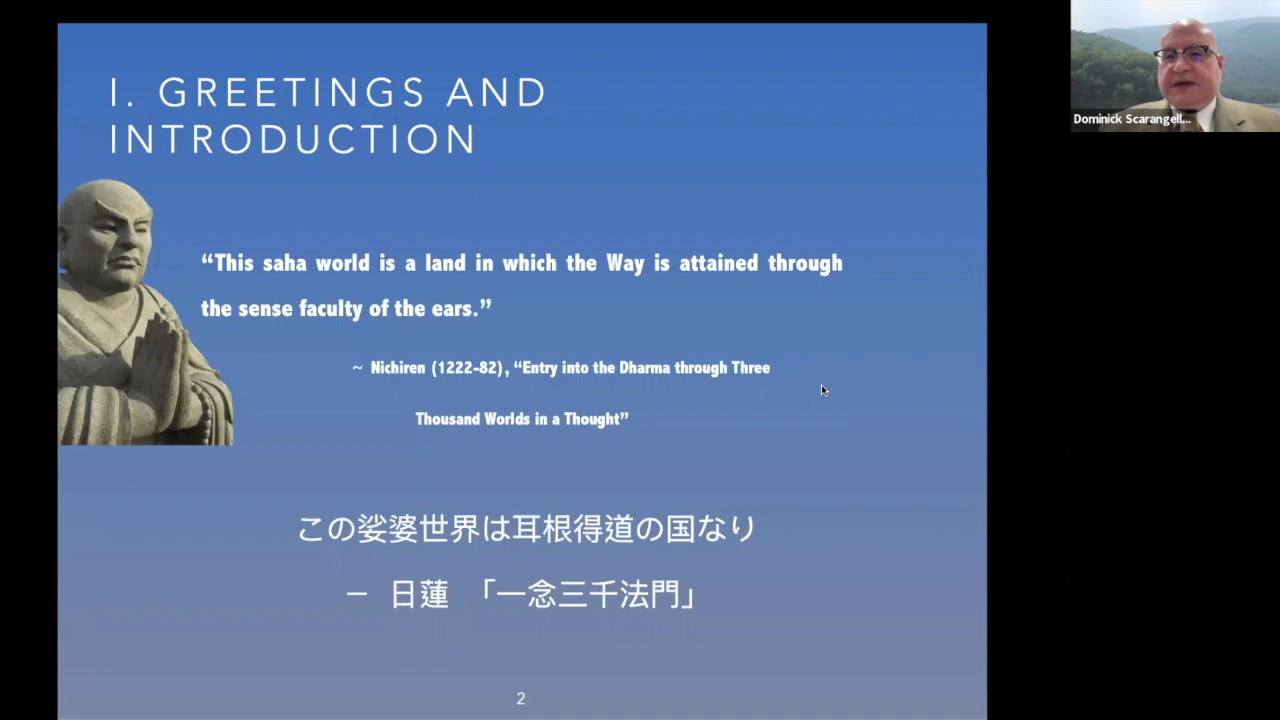 I. GREETINGS AND
INTRODUCTION
“This saha world is a land in which the Way is attained through
the sense faculty of the ears.”
~ Nichiren (1222-82), “Entry into the Dharma through Three
Thousand Worlds in a Thought”
この娑婆世界は耳根得道の国なり
― 日蓮 「一念三千法門」
2
Dominick Scarangell...